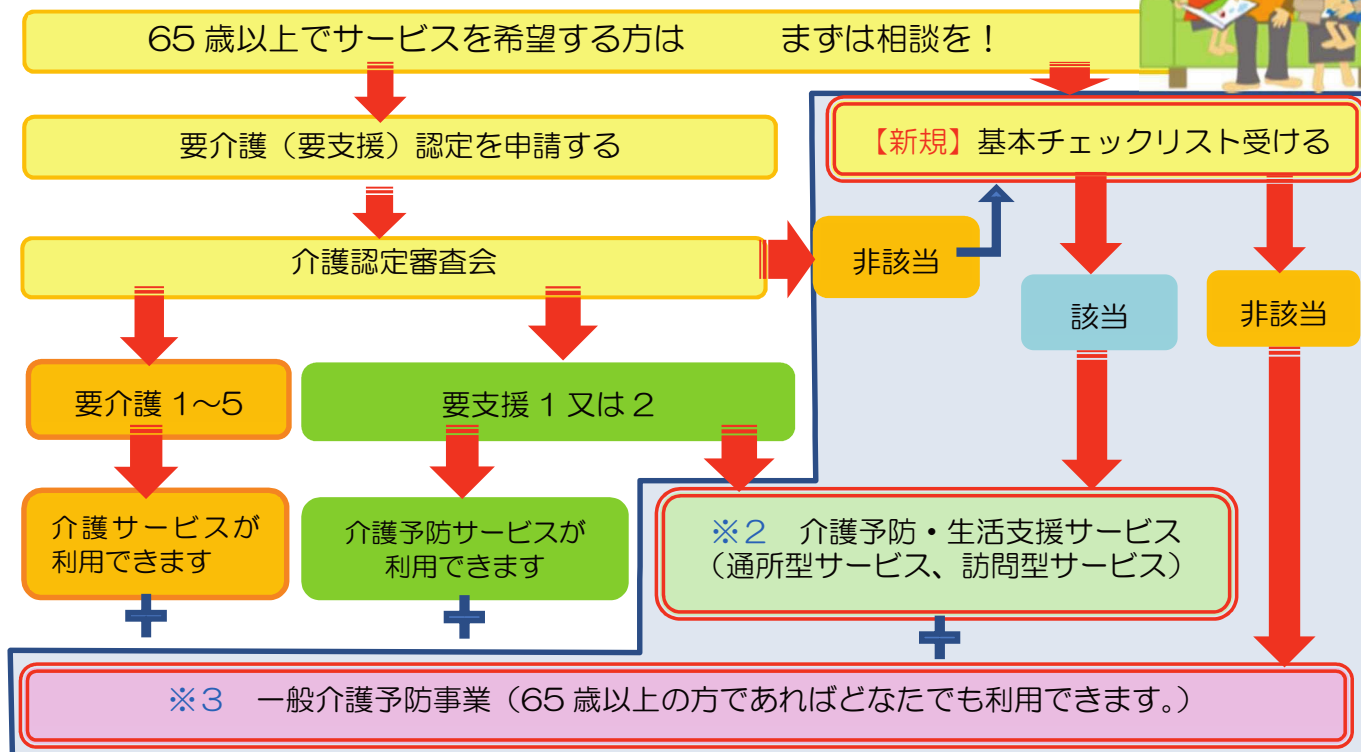 65歳以上でサービスを希望する方は　　まずは相談を！
要介護（要支援）認定を申請する
【新規】基本チェックリスト受ける
介護認定審査会
非該当
該当
非該当
要介護1～5
要支援1又は2
介護サービスが
利用できます
介護予防サービスが
利用できます
※2　介護予防・生活支援サービス
（通所型サービス、訪問型サービス）
※3　一般介護予防事業（65歳以上の方であればどなたでも利用できます。）